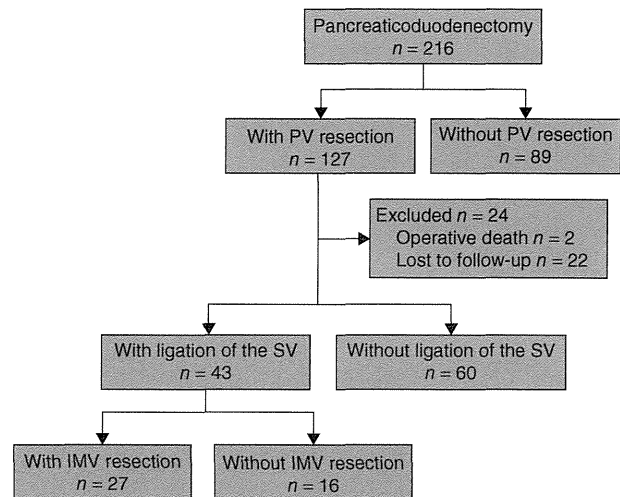 Pancreaticoduodenectomy
n = 216
With PV resection
n = 127
Without PV resection
n = 89
Excluded n = 24
Operative death n = 2
Lost to follow-up n = 22
With ligation of the SV
n = 43
Without ligation of the SV
n = 60
With IMV resection
n = 27
Without IMV resection
n = 16